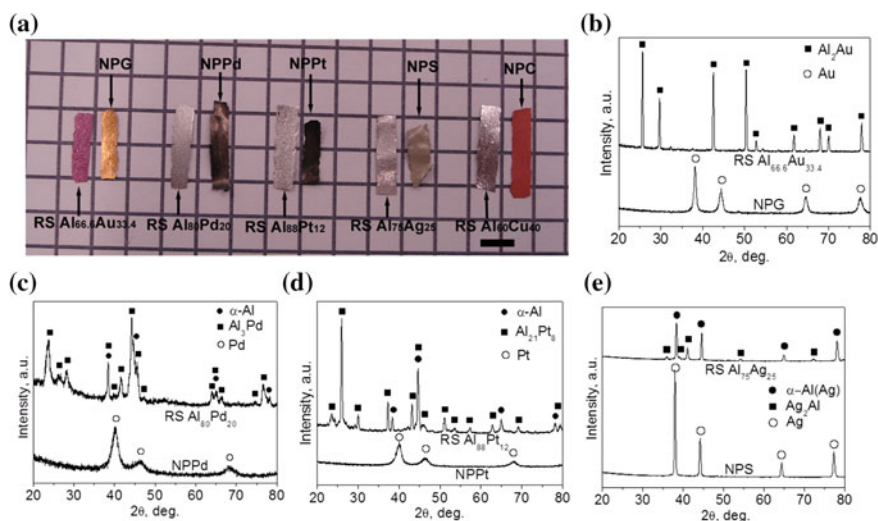 (a)
NPG
NPPd
NPPt
NPS
NPC
RS Al66.6Au33.4
RS Al80Pd20
RS Al88Pt12
RS Al75Ag25
RS Al60Cu40
(b)
Intensity, a.u.
■ Al2Au
○ Au
RS Al66.6Au33.4
NPG
20 30 40 50 60 70 80
2θ, deg.
(c)
Intensity, a.u.
● α-Al
■ Al3Pd
○ Pd
RS Al80Pd20
NPPd
20 30 40 50 60 70 80
2θ, deg.
(d)
Intensity, a.u.
● α-Al
■ Al21Pt8
○ Pt
RS Al88Pt12
NPPt
20 30 40 50 60 70 80
2θ, deg.
(e)
Intensity, a.u.
RS Al75Ag25
● α-Al(Ag)
■ Ag2Al
○ Ag
NPS
20 30 40 50 60 70 80
2θ, deg.